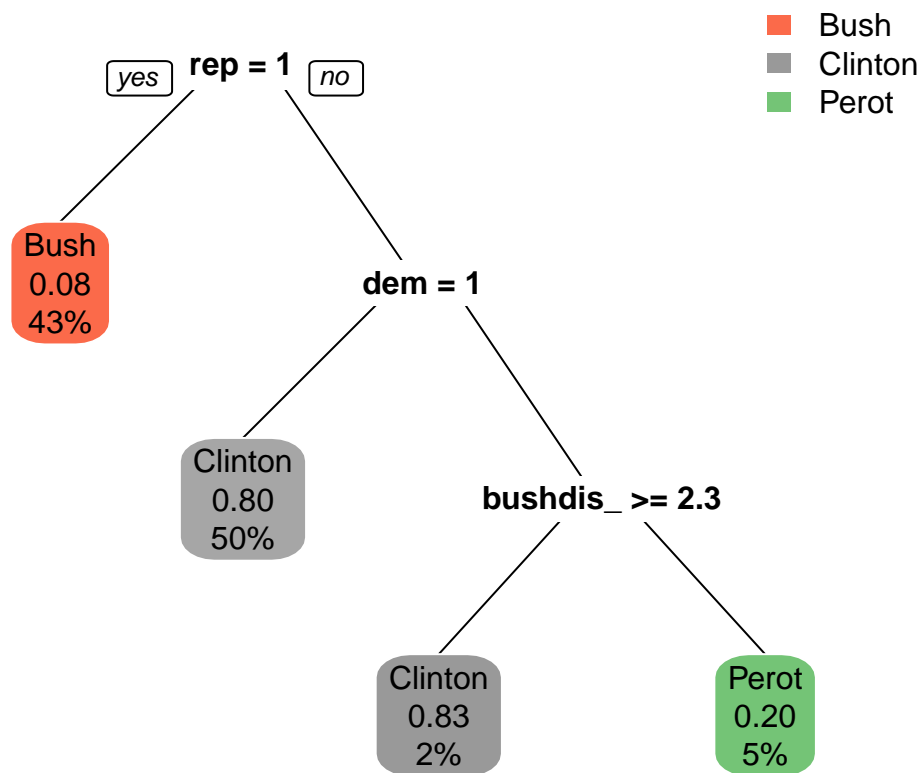 Bush
Clinton
Perot
yes
rep = 1
no
Bush
0.08
43%
dem = 1
Clinton
0.80
50%
bushdis_ >= 2.3
Clinton
0.83
2%
Perot
0.20
5%